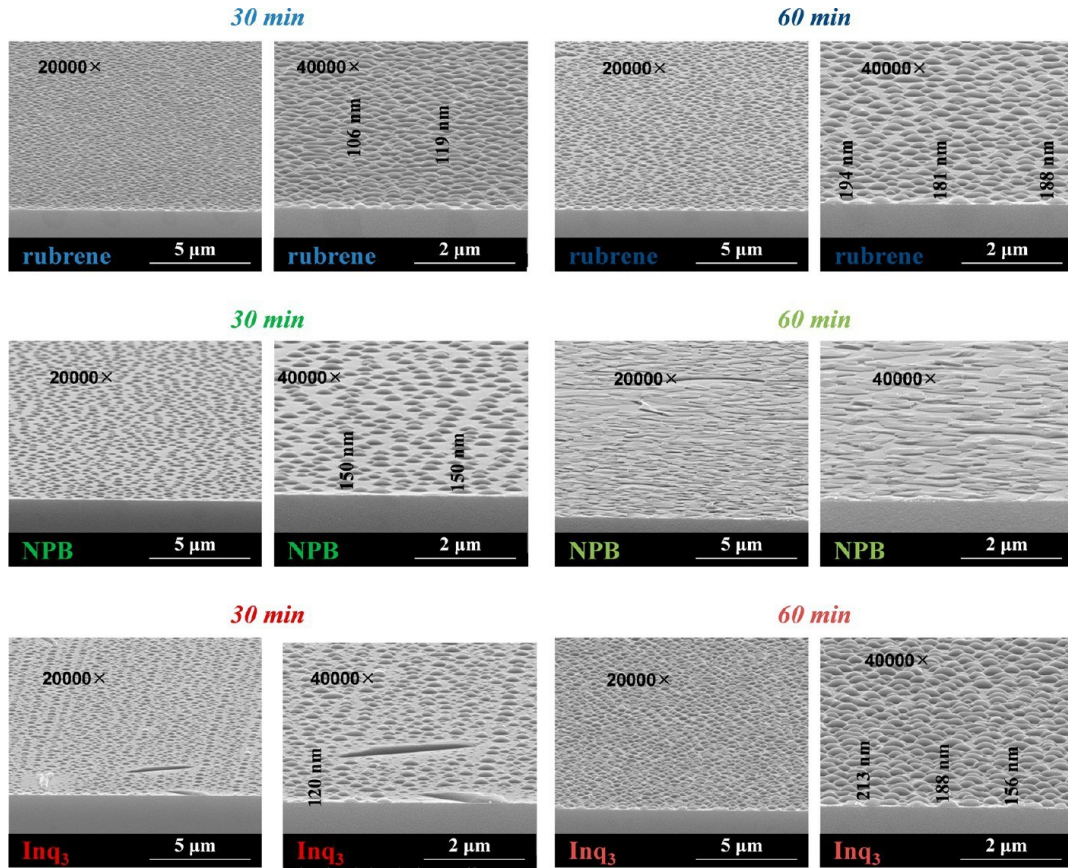 30 min
60 min
20000×
40000×
106 nm
119 nm
20000×
40000×
194 nm
181 nm
188 nm
rubrene 5 μm
rubrene 2 μm
rubrene 5 μm
rubrene 2 μm
30 min
60 min
20000×
40000×
150 nm
150 nm
20000×
40000×
NPB 5 μm
NPB 2 μm
NPB 5 μm
NPB 2 μm
30 min
60 min
20000×
40000×
120 nm
20000×
40000×
213 nm
188 nm
156 nm
Inq₃ 5 μm
Inq₃ 2 μm
Inq₃ 5 μm
Inq₃ 2 μm